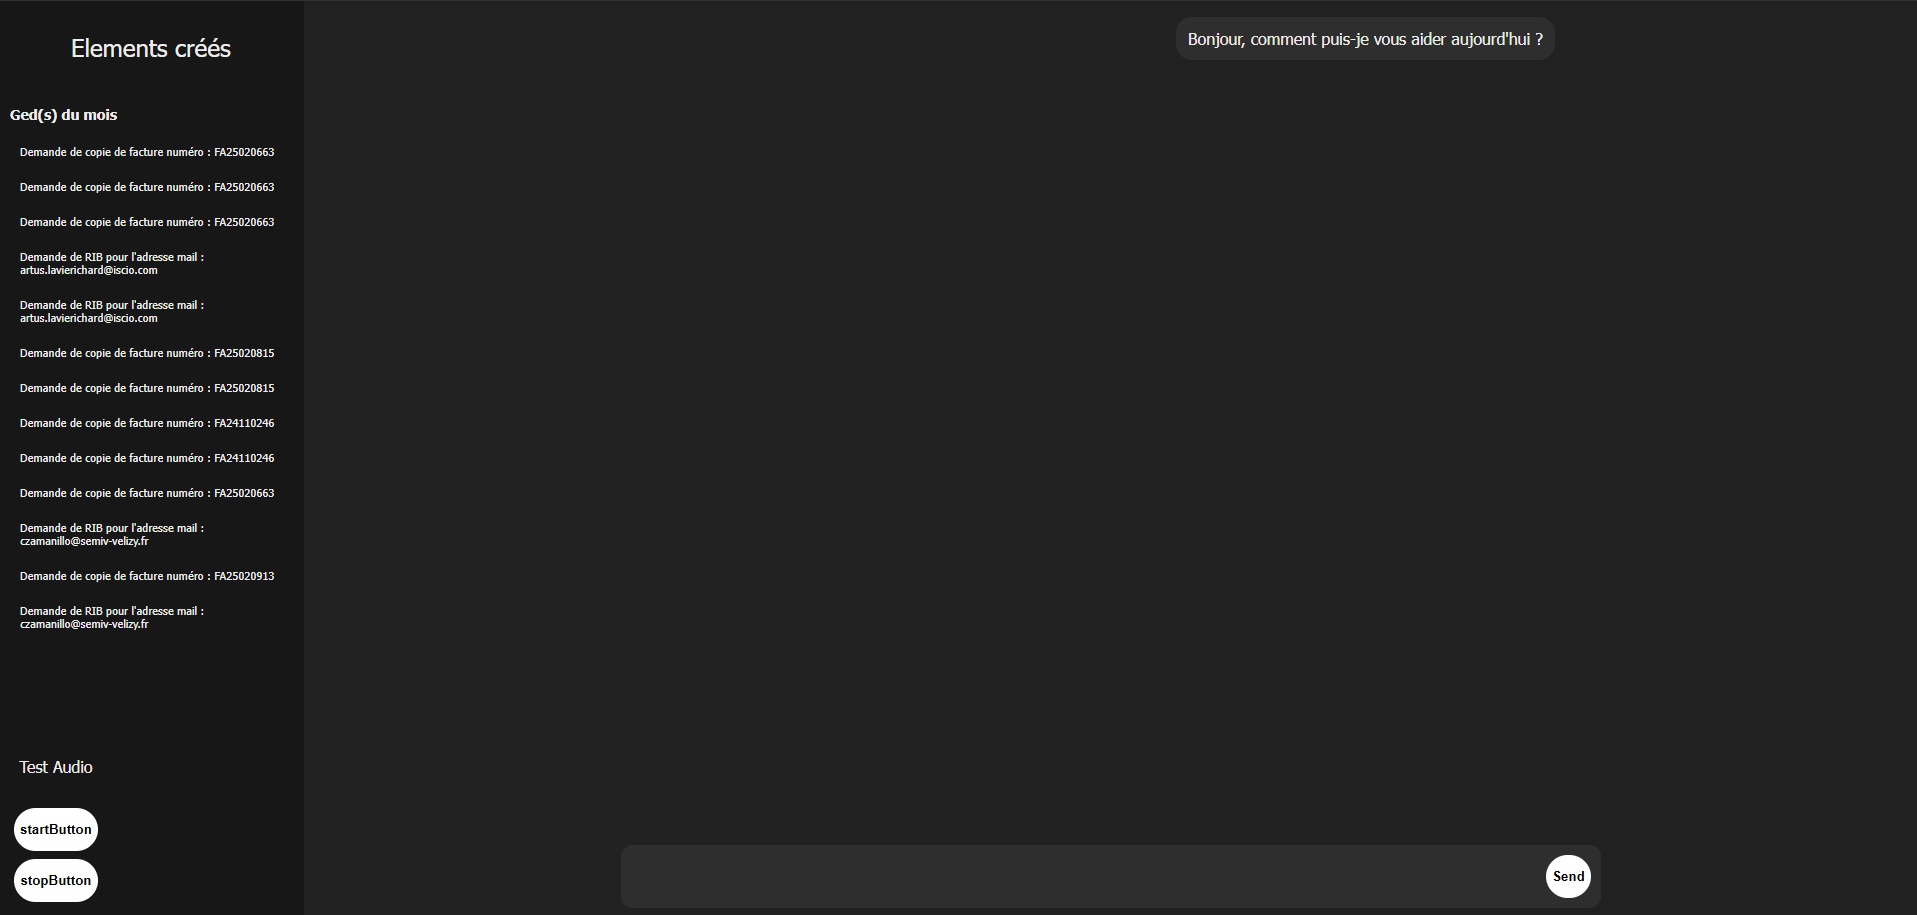 Elements créés
Ged(s) du mois
Demande de copie de facture numéro : FA25020663
Demande de copie de facture numéro : FA25020663
Demande de copie de facture numéro : FA25020663
Demande de RIB pour l'adresse mail :
artus.lavierichard@iscio.com
Demande de RIB pour l'adresse mail :
artus.lavierichard@iscio.com
Demande de copie de facture numéro : FA25020815
Demande de copie de facture numéro : FA25020815
Demande de copie de facture numéro : FA24110246
Demande de copie de facture numéro : FA24110246
Demande de copie de facture numéro : FA25020663
Demande de RIB pour l'adresse mail :
czamanillo@semiv-velizy.fr
Demande de copie de facture numéro : FA25020913
Demande de RIB pour l'adresse mail :
czamanillo@semiv-velizy.fr
Test Audio
startButton
stopButton
Bonjour, comment puis-je vous aider aujourd'hui ?
Send